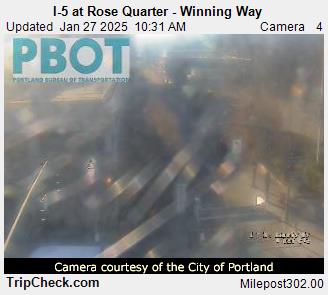 I-5 at Rose Quarter - Winning Way
Updated Jan 27 2025 10:31 AM Camera 4
PBOT
PORTLAND BUREAU OF TRANSPORTATION
Camera courtesy of the City of Portland
TripCheck.com Milepost302.00